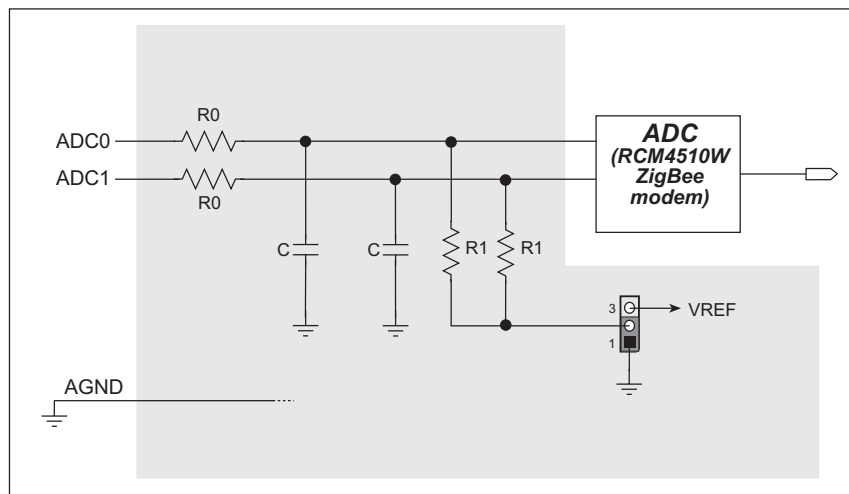 R0
ADC0
ADC1
R0
ADC
(RCM4510W
ZigBee
modem)
C
C
R1
R1
3
VREF
1
AGND